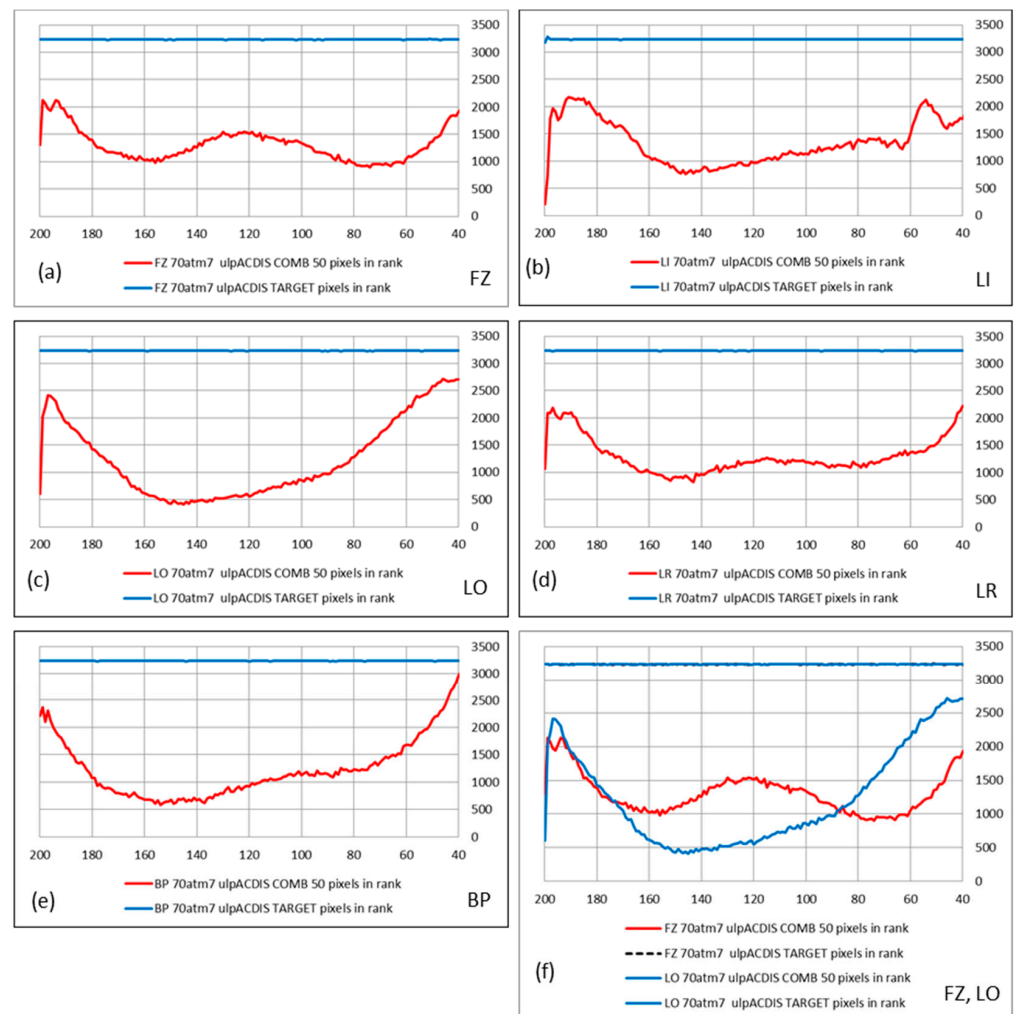 3500
3000
2500
2000
1500
1000
500
0
200 180 160 140 120 100 80 60 40
FZ 70atm7 ulpACDIS COMB 50 pixels in rank
FZ 70atm7 ulpACDIS TARGET pixels in rank
(a)
FZ
3500
3000
2500
2000
1500
1000
500
0
200 180 160 140 120 100 80 60 40
LI 70atm7 ulpACDIS COMB 50 pixels in rank
LI 70atm7 ulpACDIS TARGET pixels in rank
(b)
LI
3500
3000
2500
2000
1500
1000
500
0
200 180 160 140 120 100 80 60 40
LO 70atm7 ulpACDIS COMB 50 pixels in rank
LO 70atm7 ulpACDIS TARGET pixels in rank
(c)
LO
3500
3000
2500
2000
1500
1000
500
0
200 180 160 140 120 100 80 60 40
LR 70atm7 ulpACDIS COMB 50 pixels in rank
LR 70atm7 ulpACDIS TARGET pixels in rank
(d)
LR
3500
3000
2500
2000
1500
1000
500
0
200 180 160 140 120 100 80 60 40
BP 70atm7 ulpACDIS COMB 50 pixels in rank
BP 70atm7 ulpACDIS TARGET pixels in rank
(e)
BP
3500
3000
2500
2000
1500
1000
500
0
200 180 160 140 120 100 80 60 40
FZ 70atm7 ulpACDIS COMB 50 pixels in rank
FZ 70atm7 ulpACDIS TARGET pixels in rank
LO 70atm7 ulpACDIS COMB 50 pixels in rank
LO 70atm7 ulpACDIS TARGET pixels in rank
(f)
FZ, LO